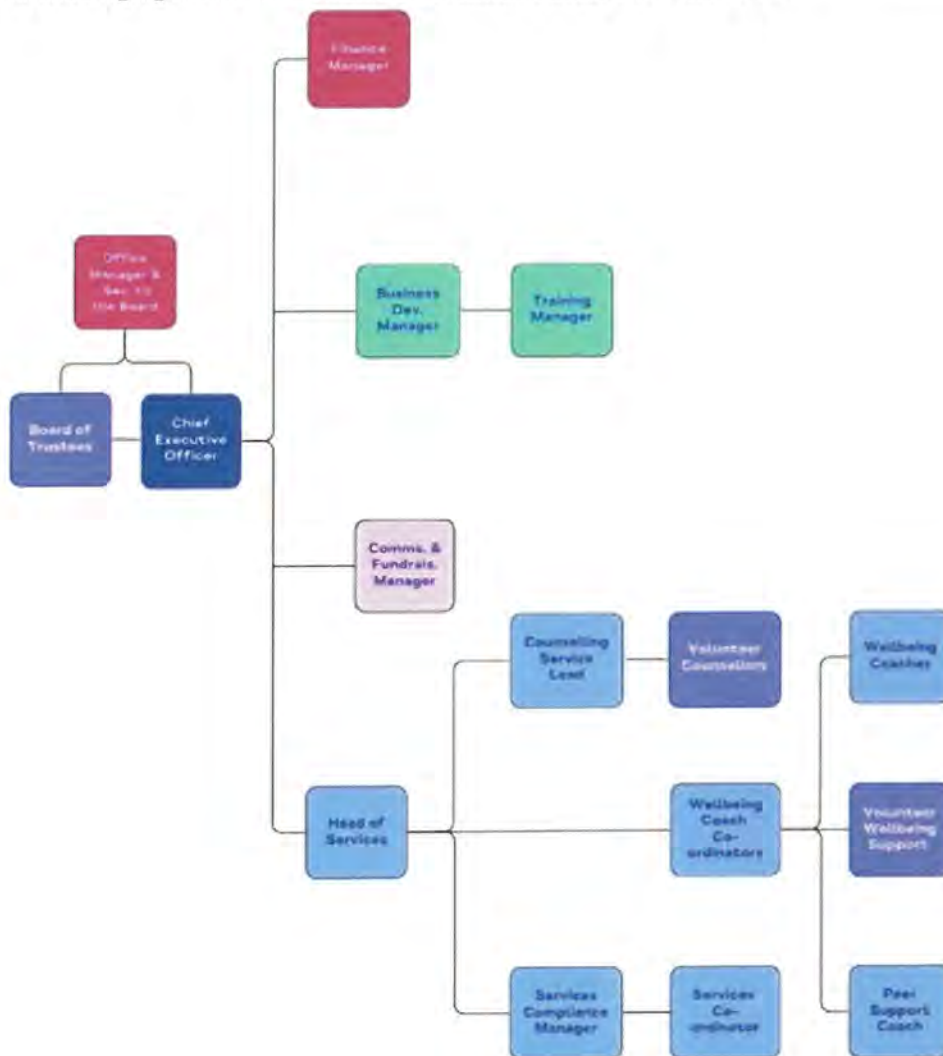 Finance
Manager
Office
Manager &
Sec. to
the Board
Business
Dev.
Manager
Training
Manager
Board of
Trustees
Chief
Executive
Officer
Comms. &
Fundrais.
Manager
Counselling
Service
Lead
Volunteer
Counsellors
Wellbeing
Coaches
Head of
Services
Wellbeing
Coach
Co-
ordinators
Volunteer
Wellbeing
Support
Services
Compliance
Manager
Services
Co-
ordinator
Peer
Support
Coach